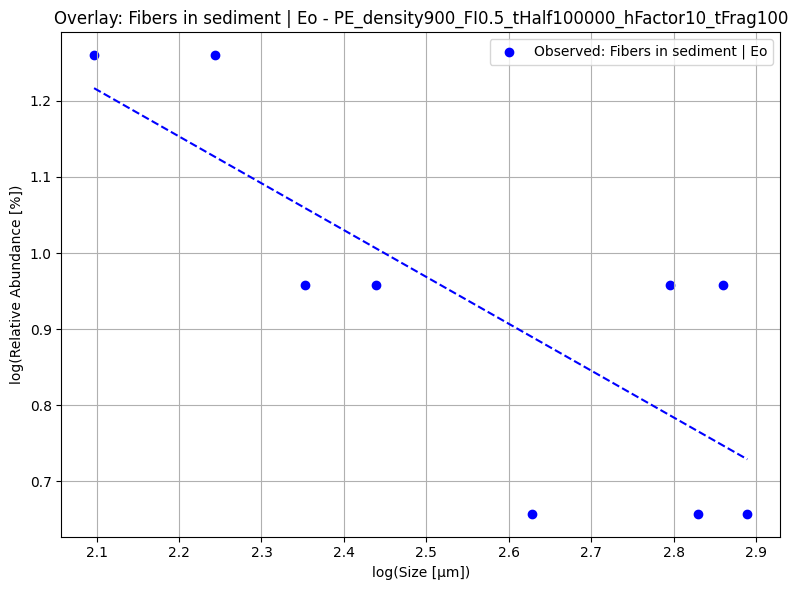 Overlay: Fibers in sediment | Eo - PE_density900_FI0.5_tHalf100000_hFactor10_tFrag100
Observed: Fibers in sediment | Eo
log(Relative Abundance [%])
1.2
1.1
1.0
0.9
0.8
0.7
2.1 2.2 2.3 2.4 2.5 2.6 2.7 2.8 2.9
log(Size [µm])